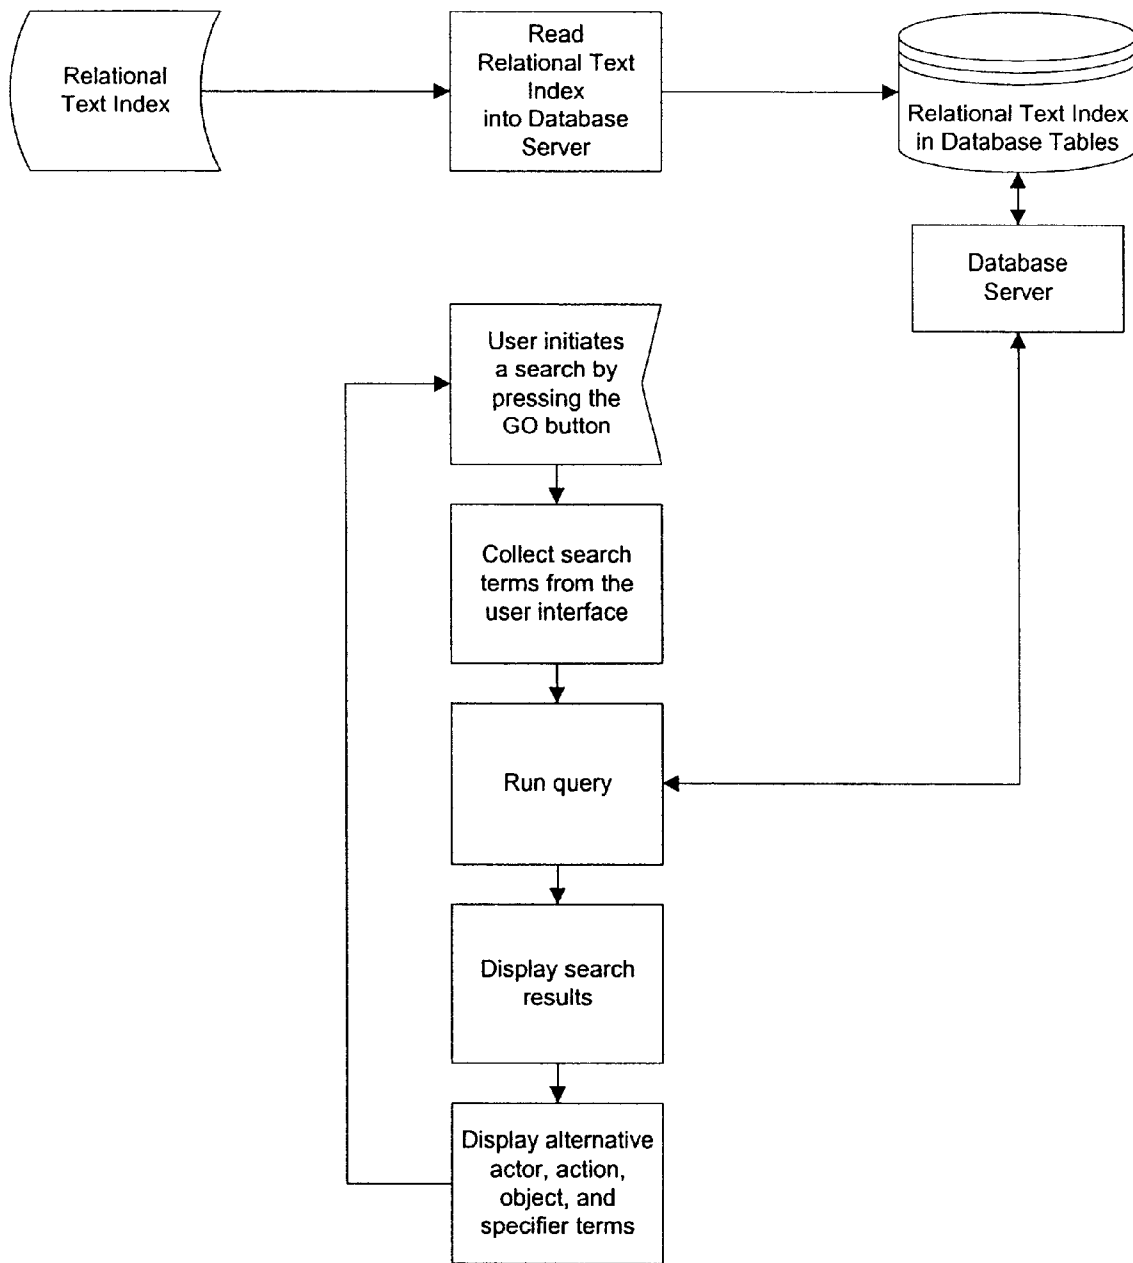 Relational
Text Index
Read
Relational Text
Index
into Database
Server
Relational Text Index
in Database Tables
Database
Server
User initiates
a search by
pressing the
GO button
Collect search
terms from the
user interface
Run query
Display search
results
Display alternative
actor, action,
object, and
specifier terms